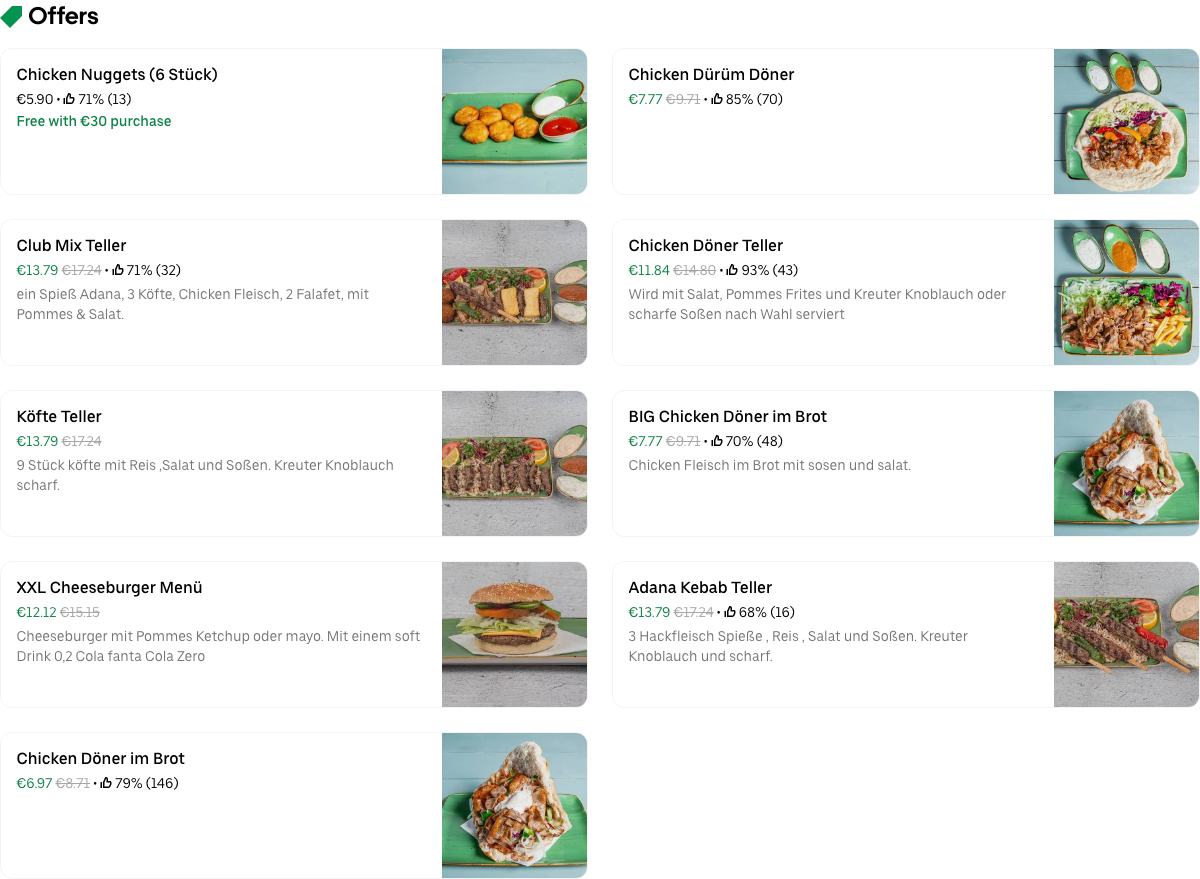 Offers
Chicken Nuggets (6 Stück)
€5.90 • 71% (13)
Free with €30 purchase
Chicken Dürüm Döner
€7.77 €9.71 • 85% (70)
Club Mix Teller
€13.79 €17.24 • 71% (32)
ein Spieß Adana, 3 Köfte, Chicken Fleisch, 2 Falafet, mit
Pommes & Salat.
Chicken Döner Teller
€11.84 €14.80 • 93% (43)
Wird mit Salat, Pommes Frites und Kreuter Knoblauch oder
scharfe Soßen nach Wahl serviert
Köfte Teller
€13.79 €17.24
9 Stück köfte mit Reis ,Salat und Soßen. Kreuter Knoblauch
scharf.
BIG Chicken Döner im Brot
€7.77 €9.71 • 70% (48)
Chicken Fleisch im Brot mit sosen und salat.
XXL Cheeseburger Menü
€12.12 €15.15
Cheeseburger mit Pommes Ketchup oder mayo. Mit einem soft
Drink 0,2 Cola fanta Cola Zero
Adana Kebab Teller
€13.79 €17.24 • 68% (16)
3 Hackfleisch Spieße , Reis , Salat und Soßen. Kreuter
Knoblauch und scharf.
Chicken Döner im Brot
€6.97 €8.71 • 79% (146)